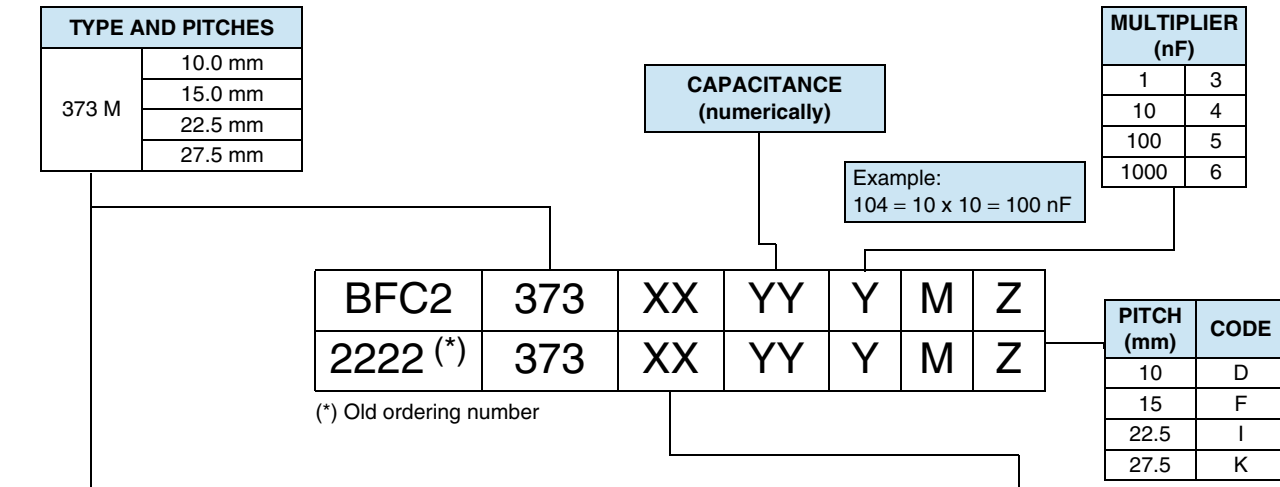 TYPE AND PITCHES
373 M
10.0 mm
15.0 mm
22.5 mm
27.5 mm
CAPACITANCE
(numerically)
MULTIPLIER
(nF)
1 3
10 4
100 5
1000 6
Example:
104 = 10 x 10 = 100 nF
BFC2 373 XX YY Y M Z
2222 (*) 373 XX YY Y M Z
(*) Old ordering number
PITCH
(mm) CODE
10 D
15 F
22.5 I
27.5 K